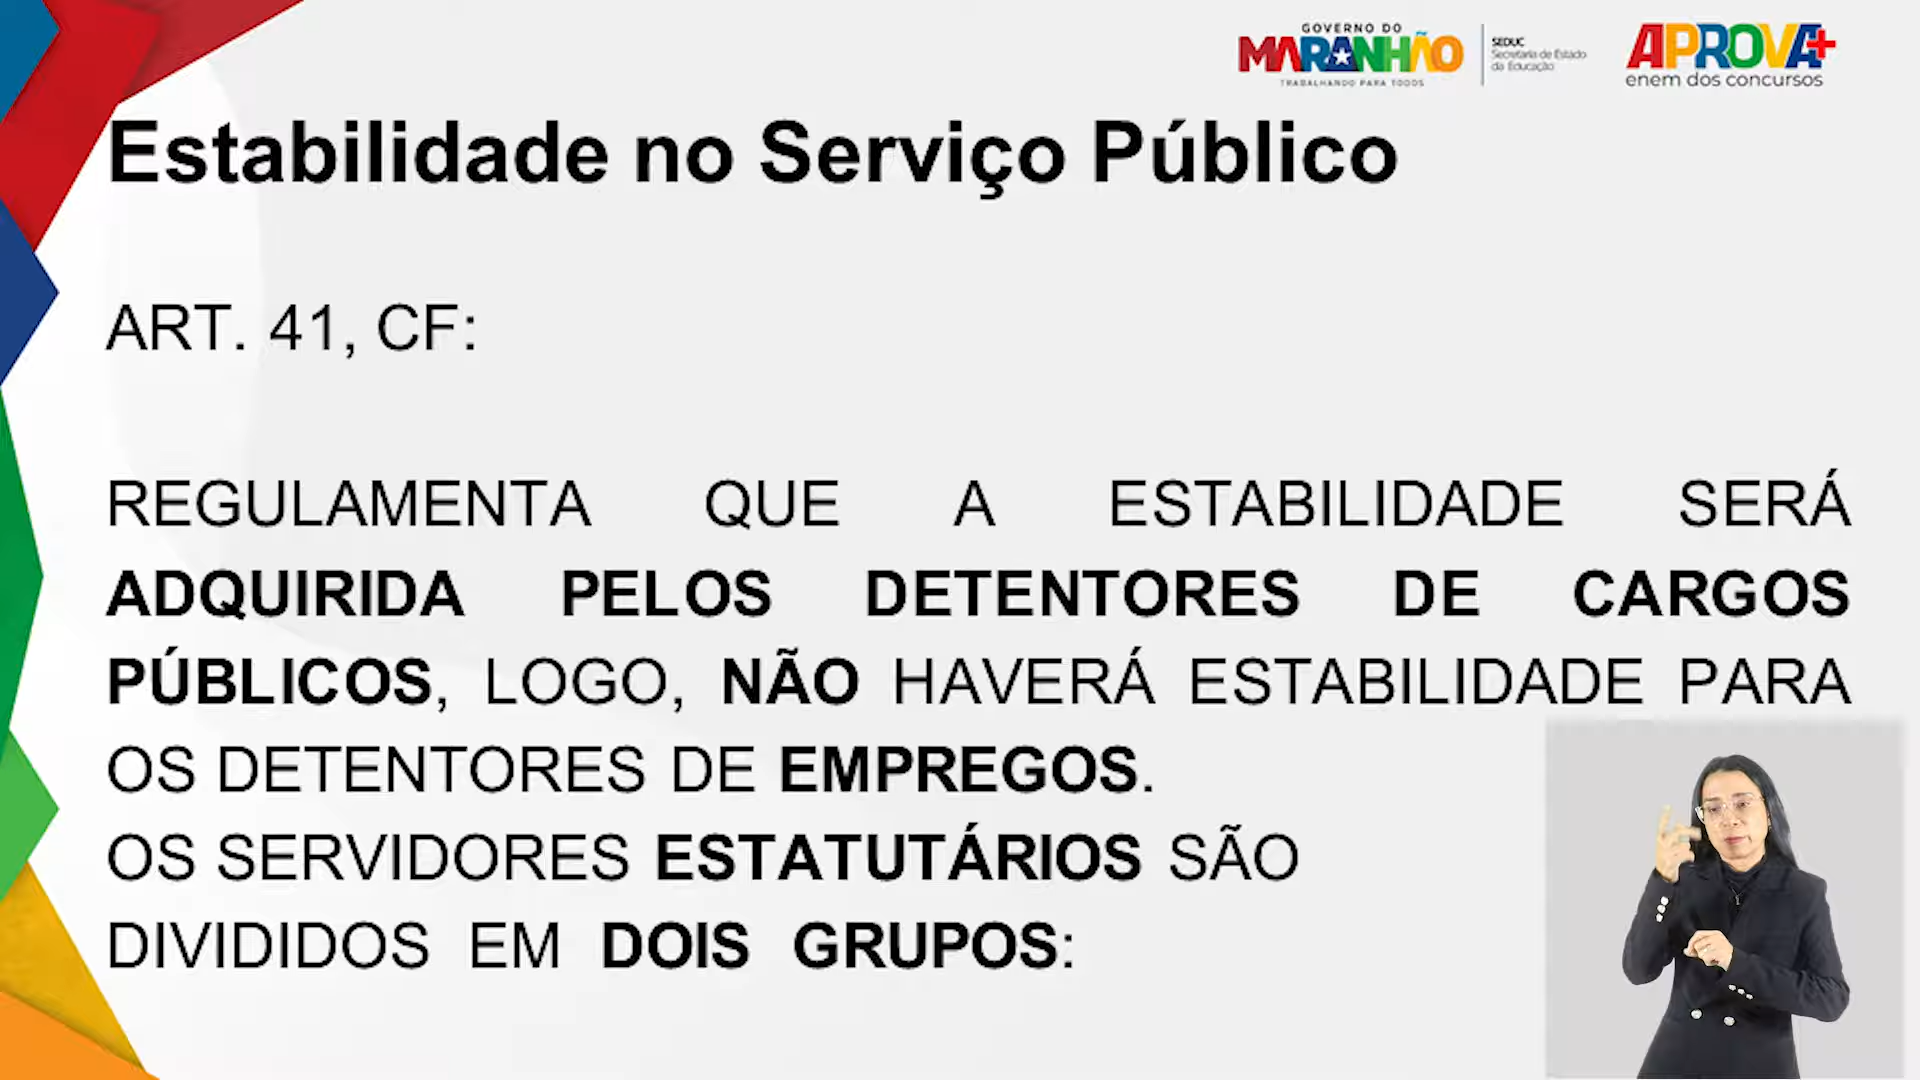 GOVERNO DO
MARANHÃO
TRABALHANDO PARA TODOS
SEDUC
Secretaria de Estado
da Educação
APROVA+
enem dos concursos
Estabilidade no Serviço Público
ART. 41, CF:
REGULAMENTA QUE A ESTABILIDADE SERÁ
ADQUIRIDA PELOS DETENTORES DE CARGOS
PÚBLICOS, LOGO, NÃO HAVERÁ ESTABILIDADE PARA
OS DETENTORES DE EMPREGOS.
OS SERVIDORES ESTATUTÁRIOS SÃO
DIVIDIDOS EM DOIS GRUPOS: